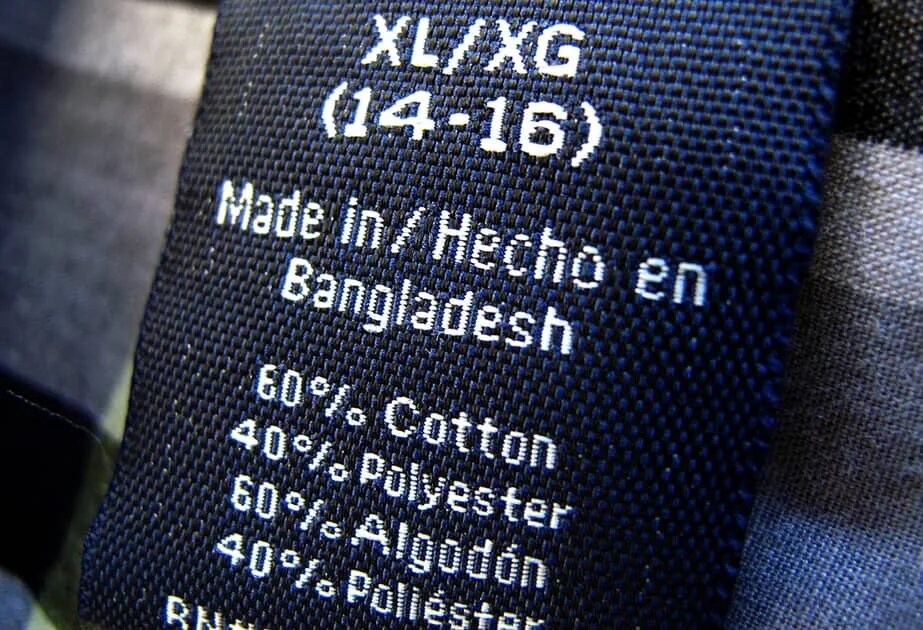 XL/XG
(14-16)
Made in/Hecho en
Bangladesh
60% Cotton
40% Polyester
60% Algodón
40% Poliéster